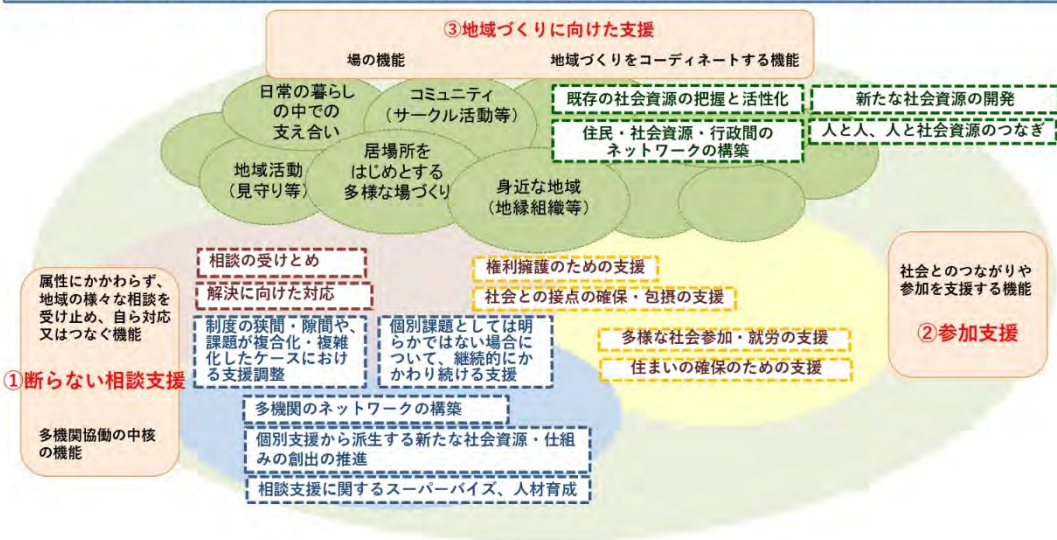 ③地域づくりに向けた支援
場の機能
地域づくりをコーディネートする機能
日常の暮らし
の中での
支え合い
コミュニティ
(サークル活動等)
既存の社会資源の把握と活性化
新たな社会資源の開発
住民・社会資源・行政間の
ネットワークの構築
人と人、人と社会資源のつなぎ
地域活動
(見守り等)
居場所を
はじめとする
多様な場づくり
身近な地域
(地縁組織等)
属性にかかわらず、
地域の様々な相談を
受け止め、自ら対応
又はつなぐ機能
①断らない相談支援
多機関協働の中核
の機能
相談の受けとめ
解決に向けた対応
制度の狭間・隙間や、
課題が複合化・複雑
化したケースにおけ
る支援調整
個別課題としては明
らかではない場合に
ついて、継続的にか
かわり続ける支援
多機関のネットワークの構築
個別支援から派生する新たな社会資源・仕組
みの創出の推進
相談支援に関するスーパーバイズ、人材育成
権利擁護のための支援
社会との接点の確保・包摂の支援
多様な社会参加・就労の支援
住まいの確保のための支援
社会とのつながりや
参加を支援する機能
②参加支援